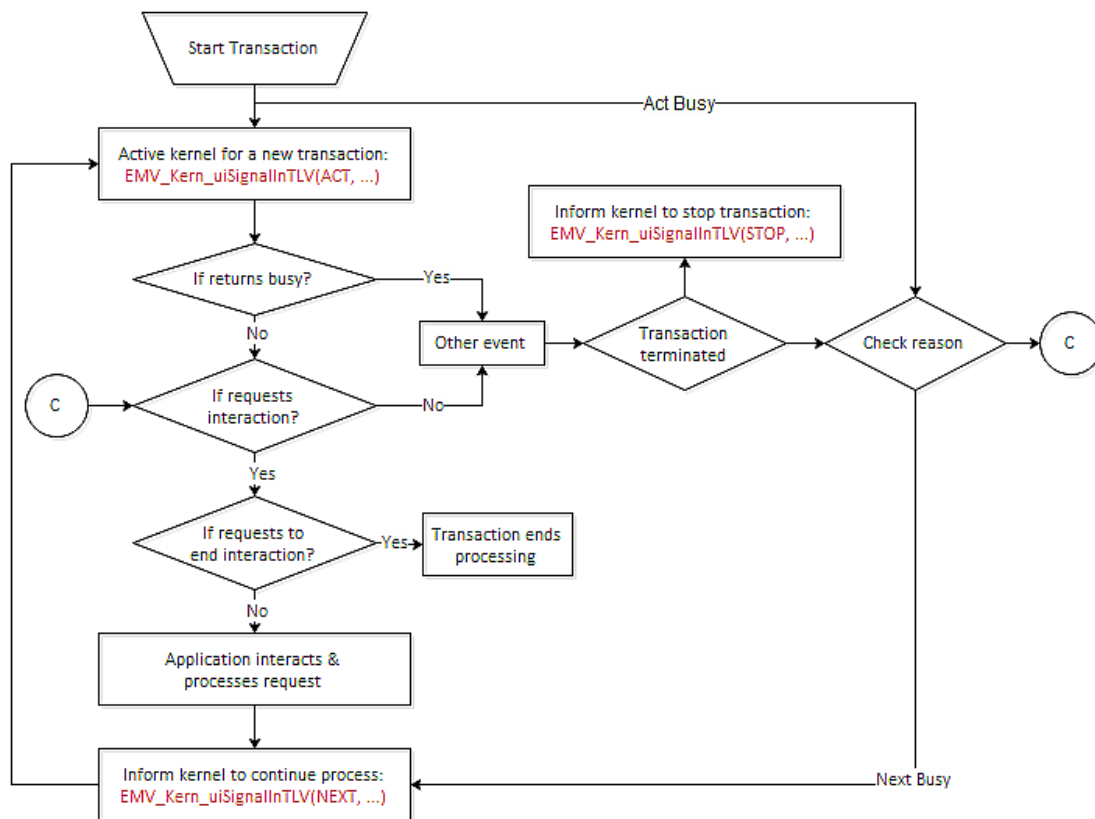 Start Transaction
Act Busy
Active kernel for a new transaction:
EMV_Kern_uiSignalInTLV(ACT, ...)
Inform kernel to stop transaction:
EMV_Kern_uiSignalInTLV(STOP, ...)
If returns busy?
Yes
No
Other event
Transaction
terminated
Check reason
C
C
If requests
interaction?
No
Yes
If requests to
end interaction?
Yes
Transaction ends
processing
No
Application interacts &
processes request
Inform kernel to continue process:
EMV_Kern_uiSignalInTLV(NEXT, ...)
Next Busy